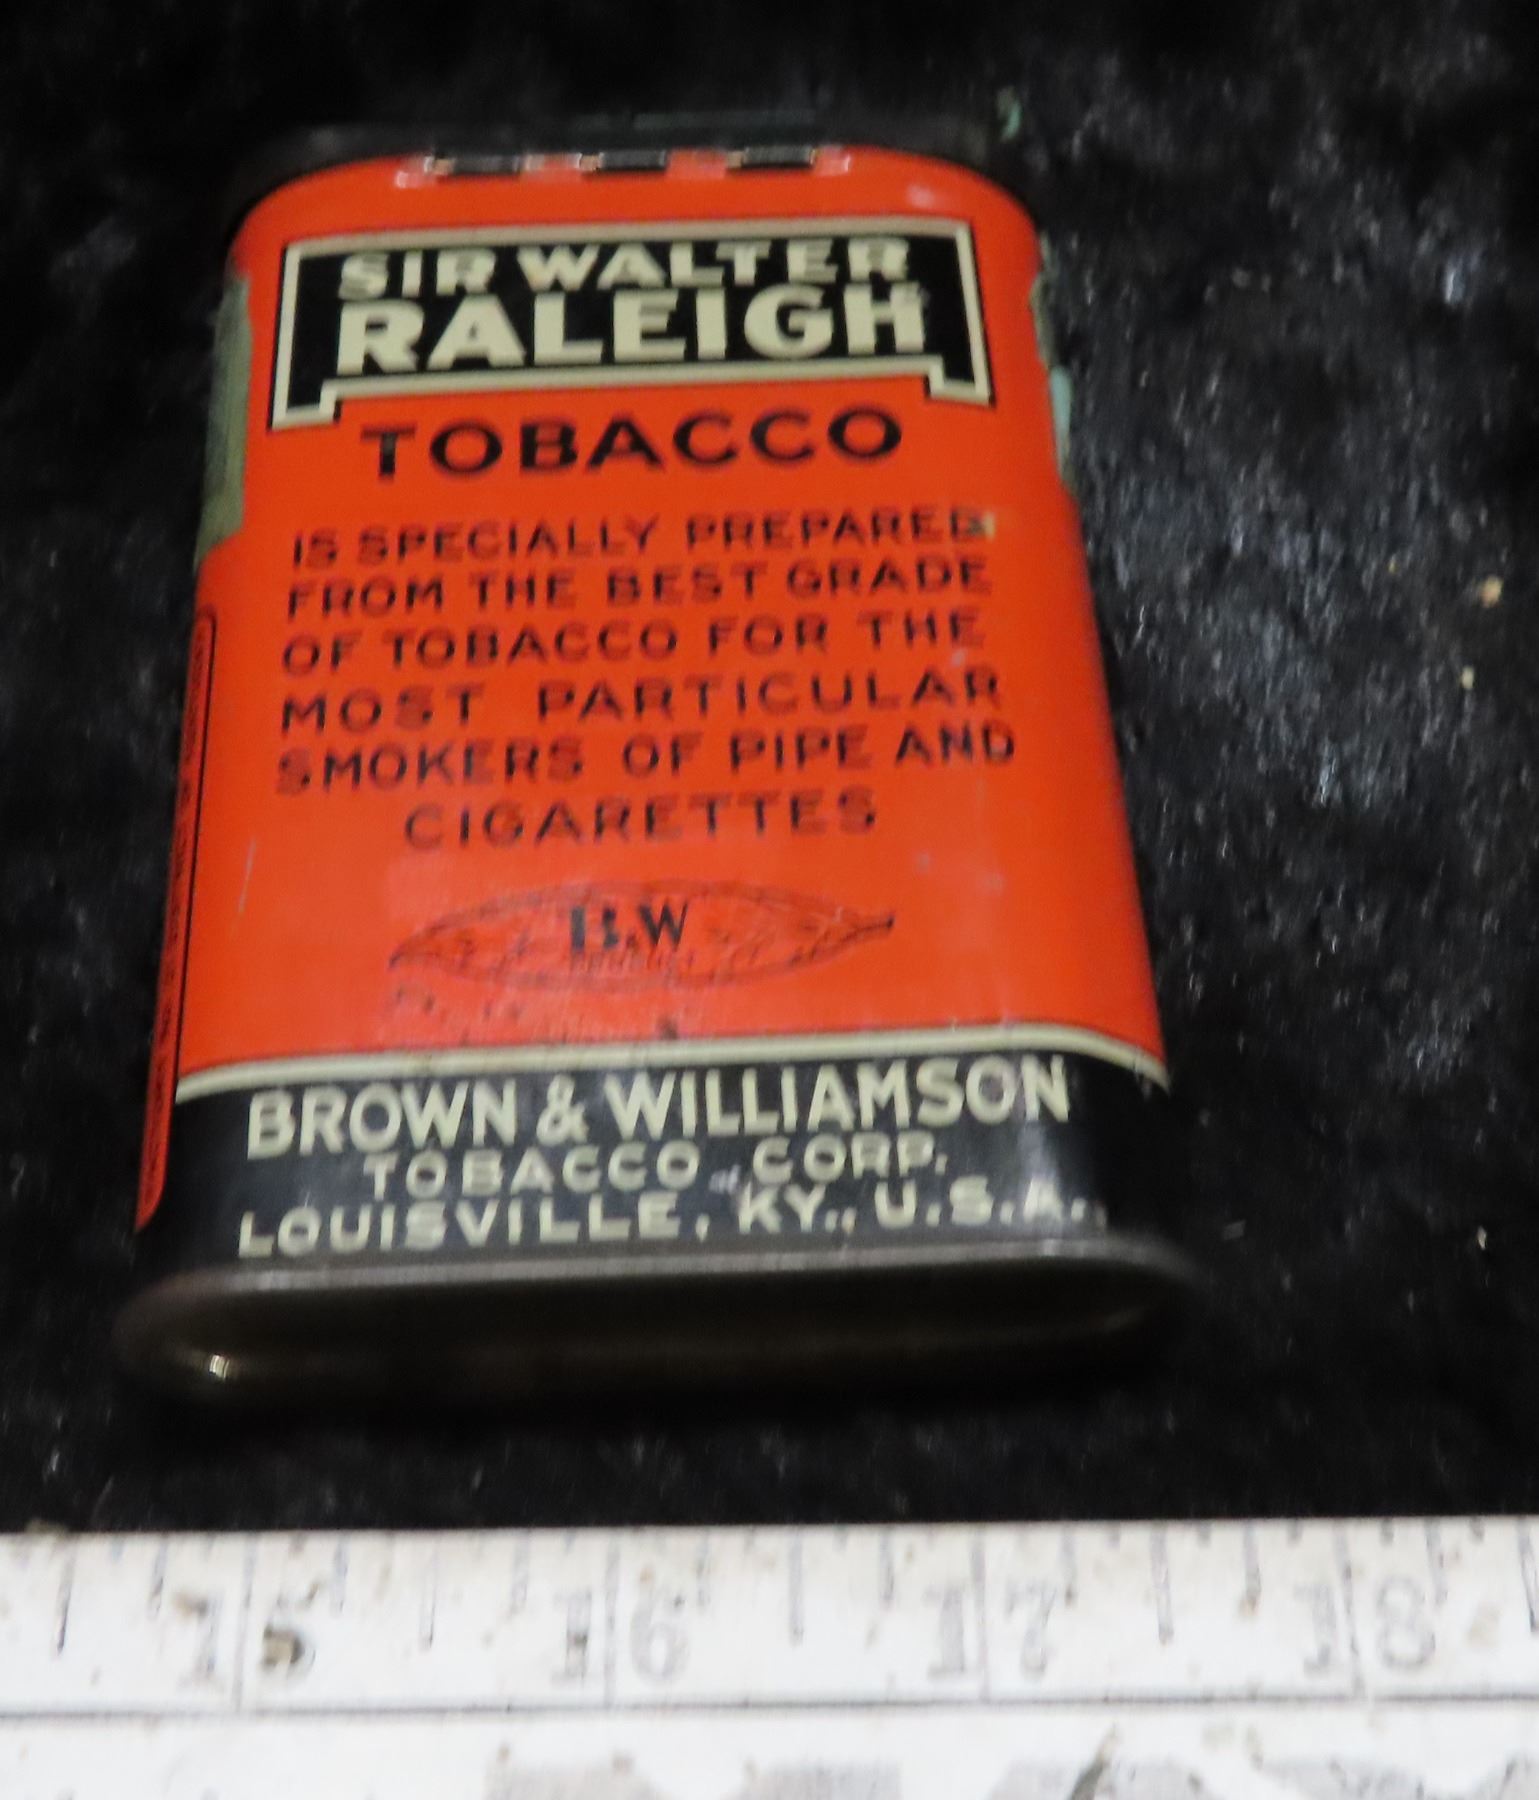 SIR WALTER
RALEIGH
TOBACCO
IS SPECIALLY PREPARED
FROM THE BEST GRADE
OF TOBACCO FOR THE
MOST PARTICULAR
SMOKERS OF PIPE AND
CIGARETTES
B&W
BROWN & WILLIAMSON
TOBACCO CORP.
LOUISVILLE, KY., U.S.A.
15 16 17 18